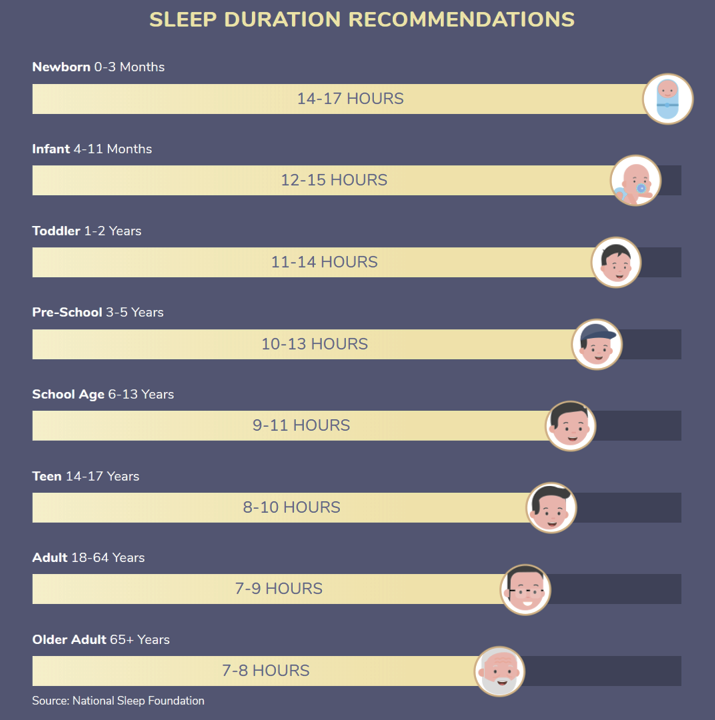 SLEEP DURATION RECOMMENDATIONS
Newborn 0-3 Months
14-17 HOURS
Infant 4-11 Months
12-15 HOURS
Toddler 1-2 Years
11-14 HOURS
Pre-School 3-5 Years
10-13 HOURS
School Age 6-13 Years
9-11 HOURS
Teen 14-17 Years
8-10 HOURS
Adult 18-64 Years
7-9 HOURS
Older Adult 65+ Years
7-8 HOURS
Source: National Sleep Foundation